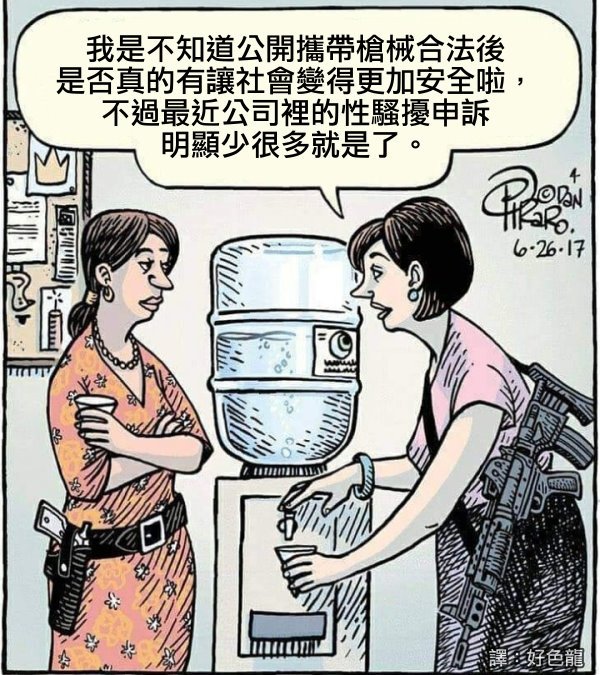 我是不知道公開攜帶槍械合法後
是否真的有讓社會變得更加安全啦，
不過最近公司裡的性騷擾申訴
明顯少很多就是了。
4
©DAN
PIRARO.
6·26·17
譯：好色龍